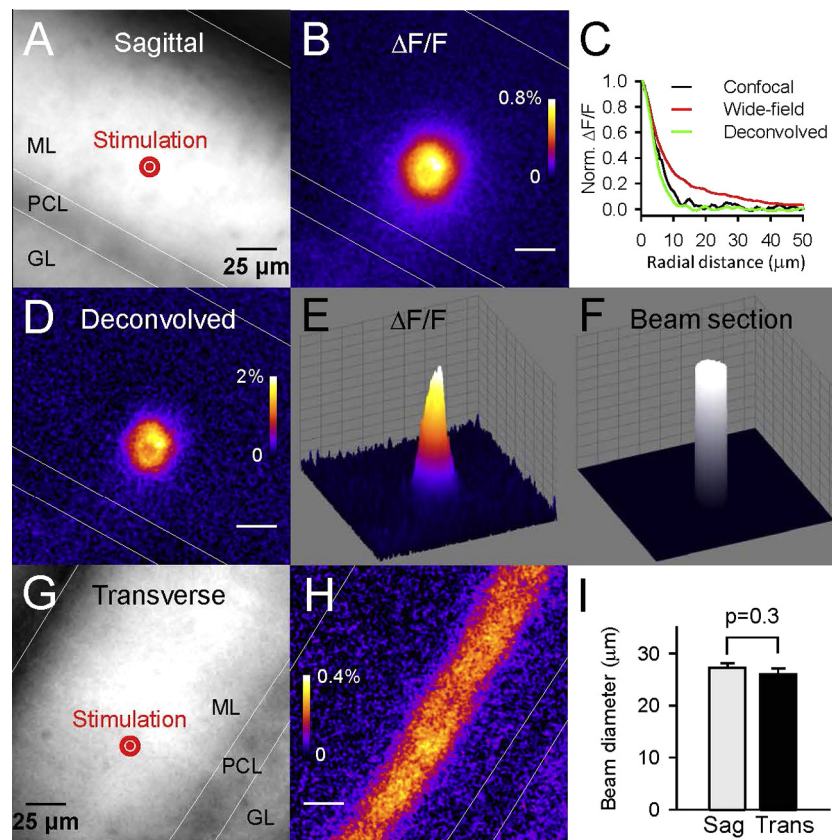 A Sagittal
Stimulation
ML
PCL
GL
25 μm
B ΔF/F
0.8%
0
C
Confocal
Wide-field
Deconvolved
Norm. ΔF/F
1.0
0.8
0.6
0.4
0.2
0.0
0 10 20 30 40 50
Radial distance (μm)
D Deconvolved
2%
0
E ΔF/F
F Beam section
G Transverse
Stimulation
ML
PCL
GL
25 μm
H
0.4%
0
I
p=0.3
Beam diameter (μm)
30
20
10
0
Sag Trans